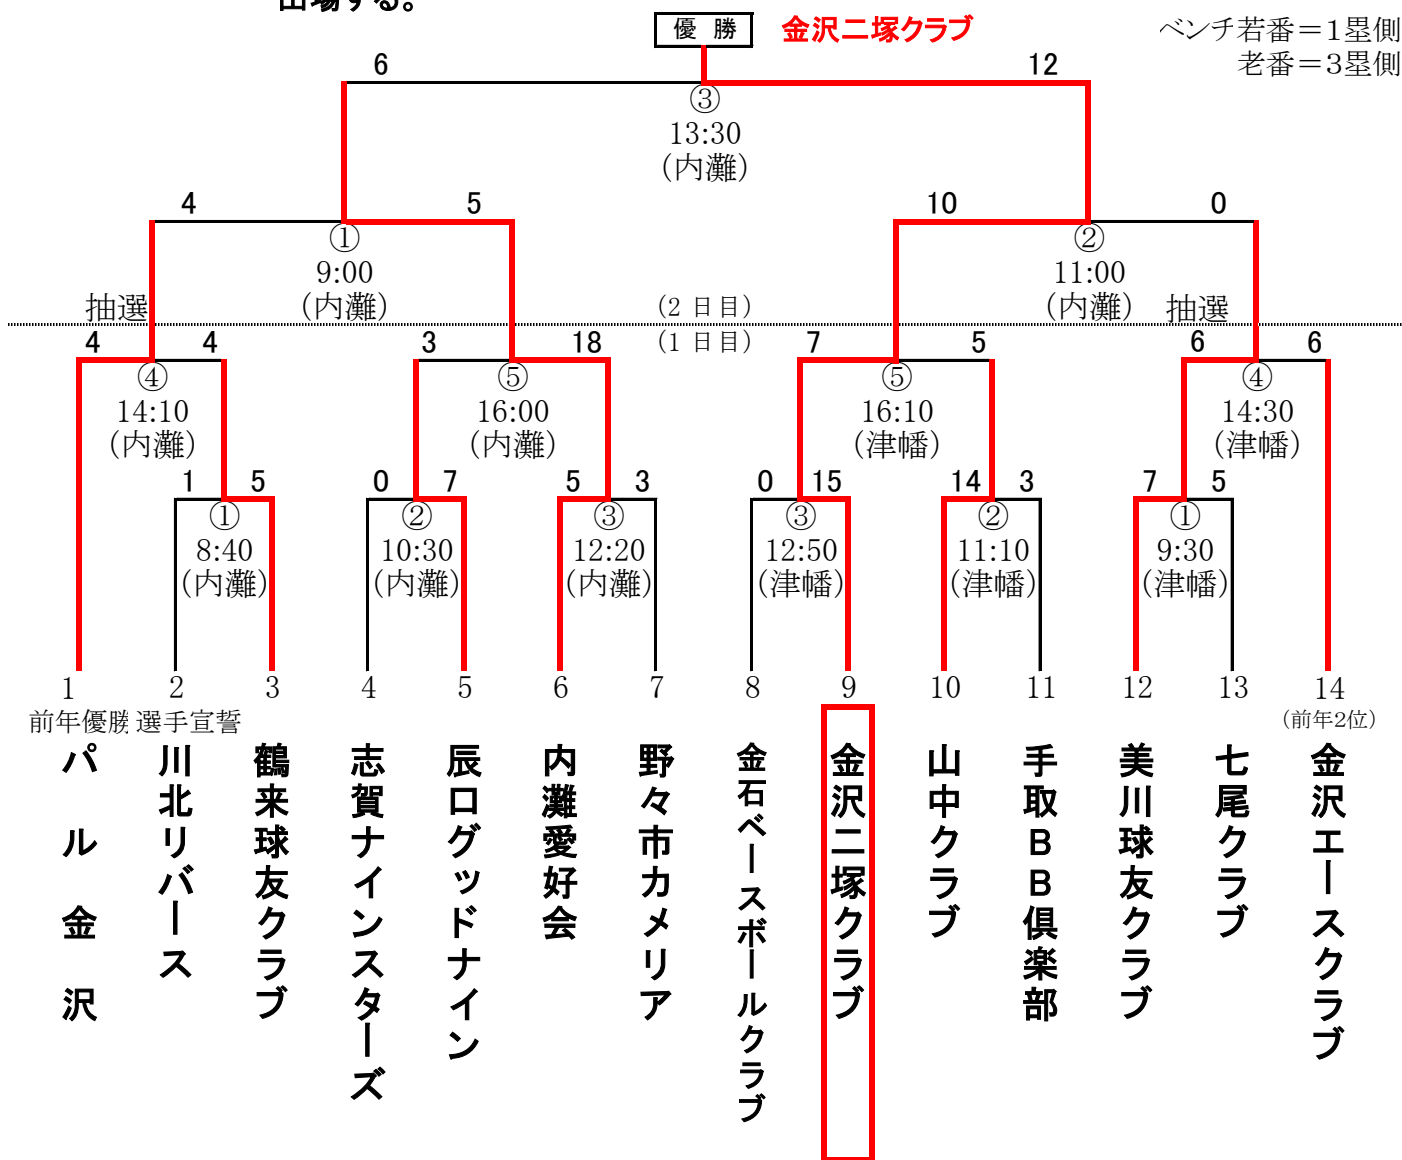 出場する。
優 勝
金沢二塚クラブ
ベンチ若番＝１塁側
老番＝３塁側
6
12
③
13:30
(内灘)
4
5
10
0
①
9:00
(内灘)
②
11:00
(内灘)
抽選
(２日目)
抽選
(１日目)
4
4
3
18
7
5
6
6
④
14:10
(内灘)
⑤
16:00
(内灘)
⑤
16:10
(津幡)
④
14:30
(津幡)
1
5
0
7
5
3
0
15
14
3
7
5
①
8:40
(内灘)
②
10:30
(内灘)
③
12:20
(内灘)
③
12:50
(津幡)
②
11:10
(津幡)
①
9:30
(津幡)
1
2
3
4
5
6
7
8
9
10
11
12
13
14
前年優勝
選手宣誓
(前年2位)
パル金沢
川北リバース
鶴来球友クラブ
志賀ナインスターズ
辰口グッドナイン
内灘愛好会
野々市カメリア
金石ベースボールクラブ
金沢二塚クラブ
山中クラブ
手取ＢＢ倶楽部
美川球友クラブ
七尾クラブ
金沢エースクラブ